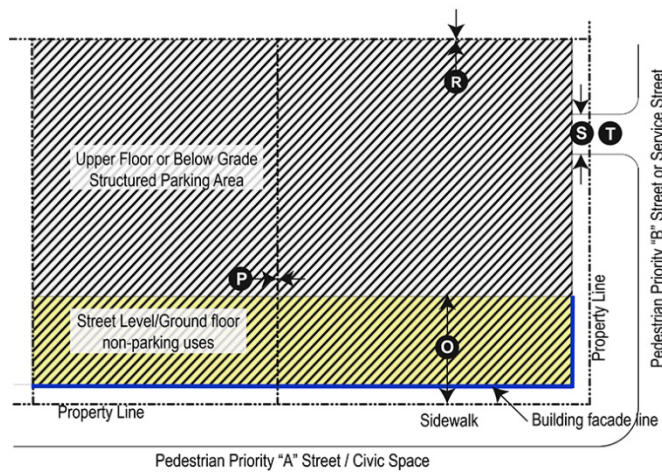 R
S T
Upper Floor or Below Grade
Structured Parking Area
P
Street Level/Ground floor
non-parking uses
O
Property Line
Sidewalk
Building facade line
Property Line
Pedestrian Priority “B” Street or Service Street
Pedestrian Priority “A” Street / Civic Space